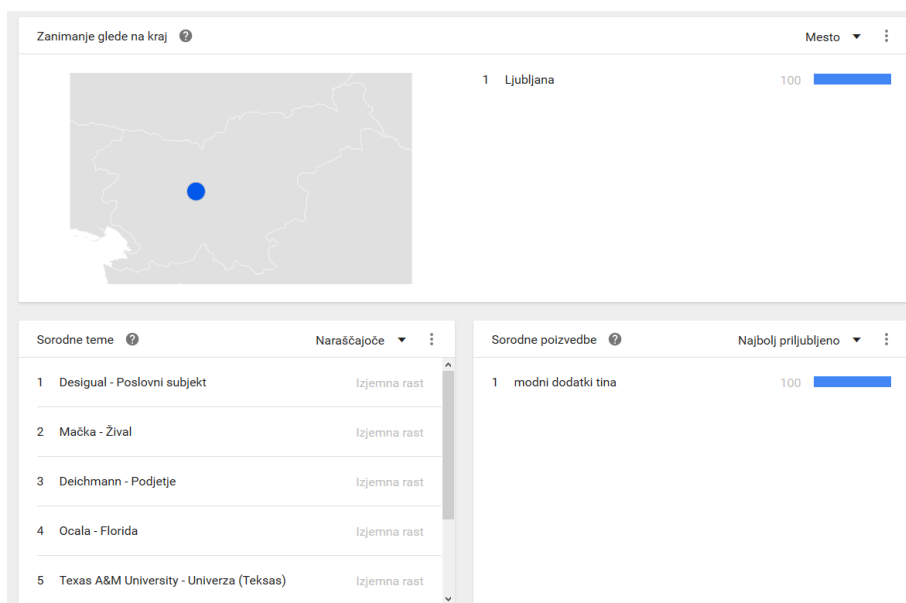 Zanimanje glede na kraj ?
Mesto
1 Ljubljana 100
Sorodne teme ?
Naraščajoče
1 Desigual - Poslovni subjekt Izjemna rast
2 Mačka - Žival Izjemna rast
3 Deichmann - Podjetje Izjemna rast
4 Ocala - Florida Izjemna rast
5 Texas A&M University - Univerza (Teksas) Izjemna rast
Sorodne poizvedbe ?
Najbolj priljubljeno
1 modni dodatki tina 100